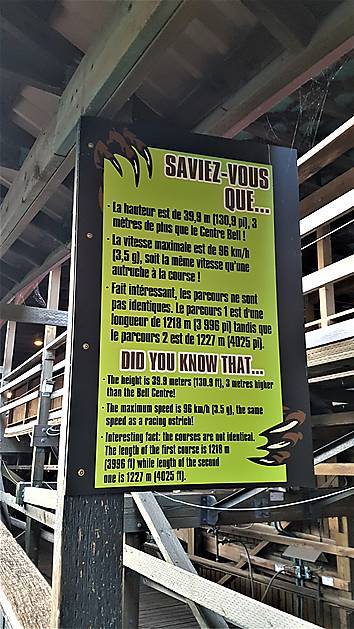 SAVIEZ-VOUS
QUE...
· La hauteur est de 39,9 m (130,9 pi), 3
mètres de plus que le Centre Bell !
· La vitesse maximale est de 96 km/h
(3,5 g), soit la même vitesse qu'une
autruche à la course !
· Fait intéressant, les parcours ne sont
pas identiques. Le parcours 1 est d'une
longueur de 1218 m (3 996 pi) tandis que
le parcours 2 est de 1227 m (4025 pi).
DID YOU KNOW THAT...
· The height is 39.9 meters (130.9 ft), 3 metres higher
than the Bell Centre!
· The maximum speed is 96 km/h (3.5 g), the same
speed as a racing ostrich!
· Interesting fact: the courses are not identical.
The length of the first course is 1218 m
(3996 ft) while length of the second
one is 1227 m (4025 ft).